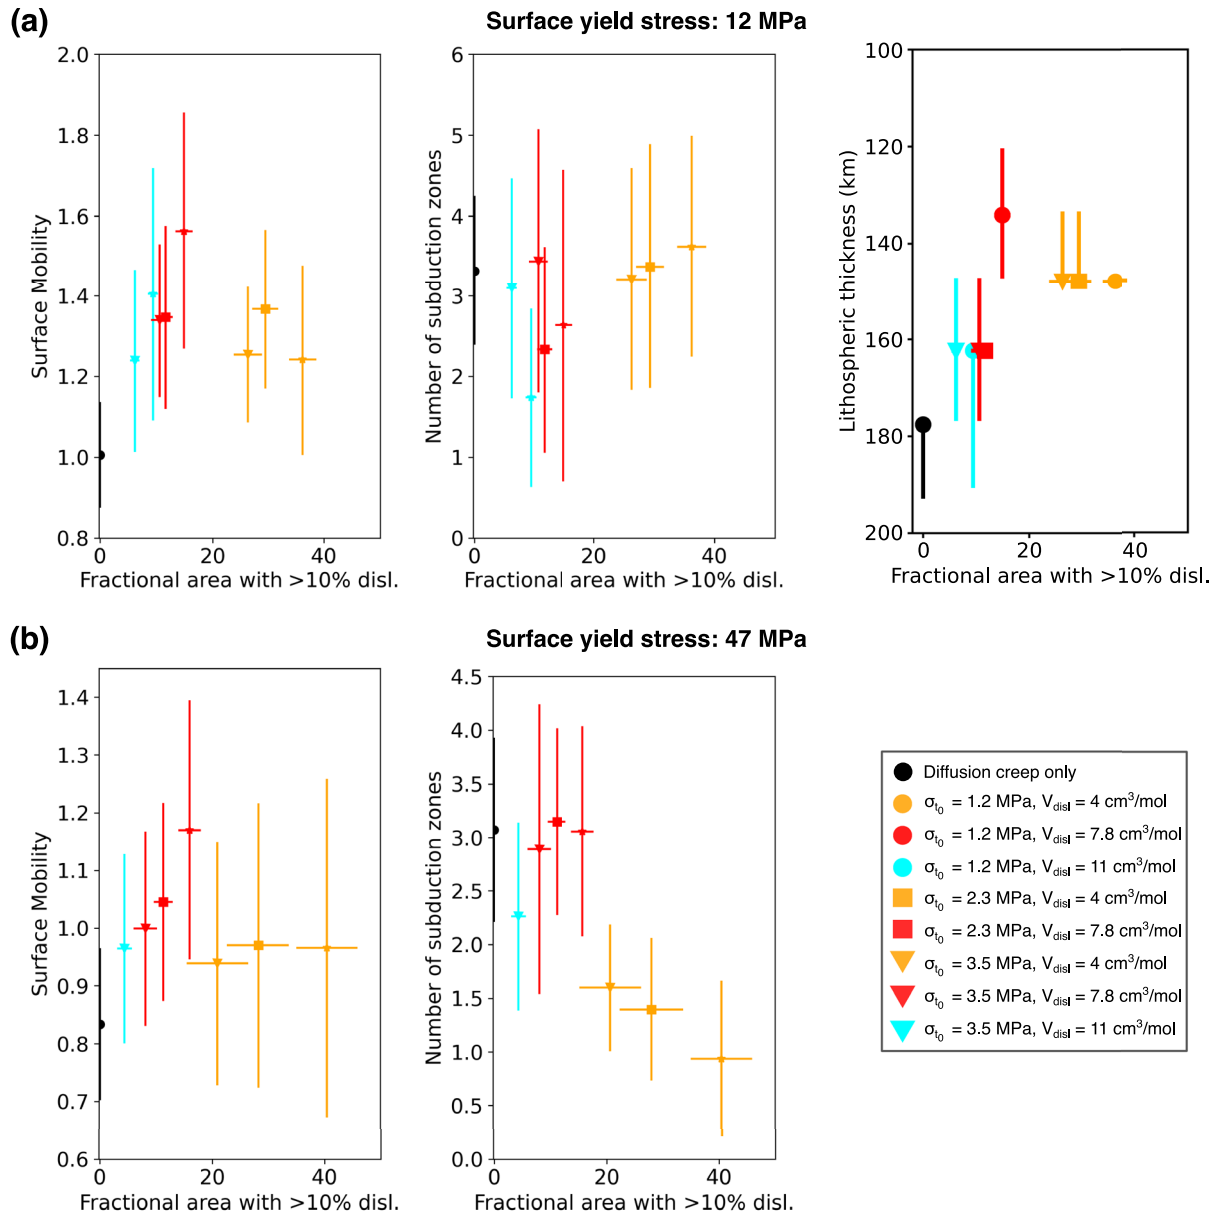 (a)
Surface yield stress: 12 MPa
Surface Mobility
2.0
1.8
1.6
1.4
1.2
1.0
0.8
0
20
40
Fractional area with >10% disl.
Number of subduction zones
6
5
4
3
2
1
0
0
20
40
Fractional area with >10% disl.
Lithospheric thickness (km)
100
120
140
160
180
200
0
20
40
Fractional area with >10% disl.
(b)
Surface yield stress: 47 MPa
Surface Mobility
1.4
1.3
1.2
1.1
1.0
0.9
0.8
0.7
0.6
0
20
40
Fractional area with >10% disl.
Number of subduction zones
4.5
4.0
3.5
3.0
2.5
2.0
1.5
1.0
0.5
0.0
0
20
40
Fractional area with >10% disl.
Diffusion creep only
σt0 = 1.2 MPa, Vdisl = 4 cm³/mol
σt0 = 1.2 MPa, Vdisl = 7.8 cm³/mol
σt0 = 1.2 MPa, Vdisl = 11 cm³/mol
σt0 = 2.3 MPa, Vdisl = 4 cm³/mol
σt0 = 2.3 MPa, Vdisl = 7.8 cm³/mol
σt0 = 3.5 MPa, Vdisl = 4 cm³/mol
σt0 = 3.5 MPa, Vdisl = 7.8 cm³/mol
σt0 = 3.5 MPa, Vdisl = 11 cm³/mol